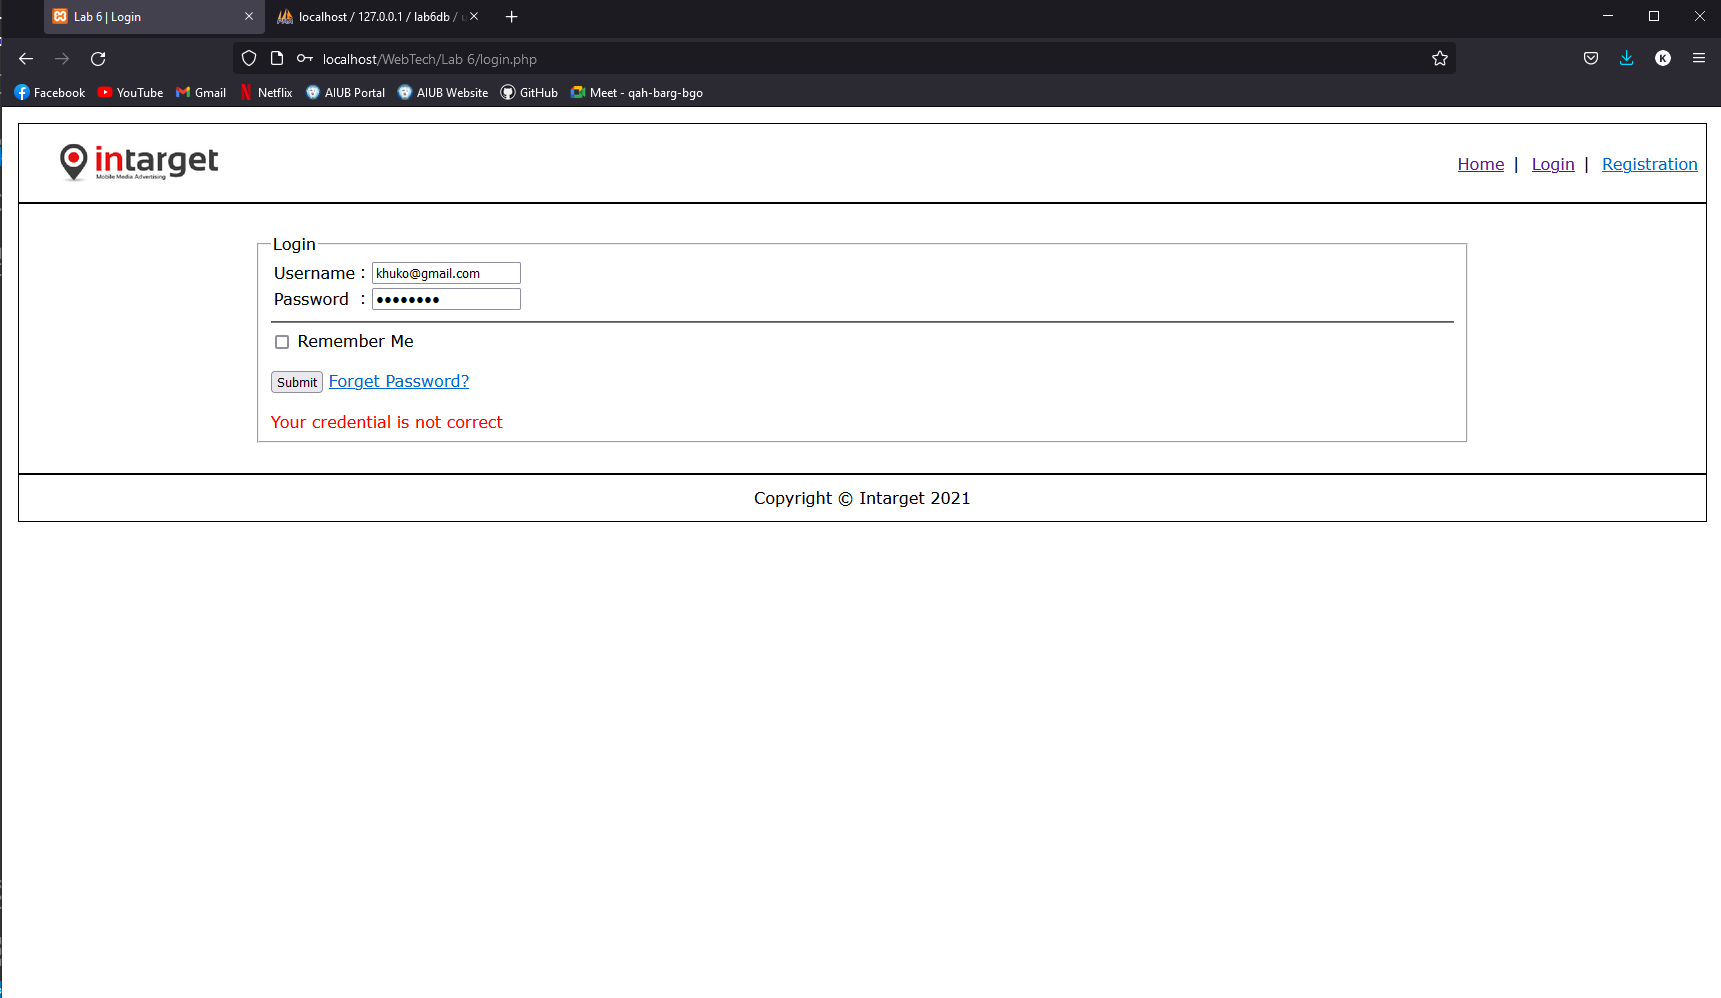 Lab 6 | Login
localhost / 127.0.0.1 / lab6db /
localhost/WebTech/Lab 6/login.php
K
Facebook YouTube Gmail Netflix AIUB Portal AIUB Website GitHub Meet - qah-barg-bgo
intarget
Mobile Media Advertising
Home | Login | Registration
Login
Username : khuko@gmail.com
Password : ••••••••
Remember Me
Submit Forget Password?
Your credential is not correct
Copyright © Intarget 2021